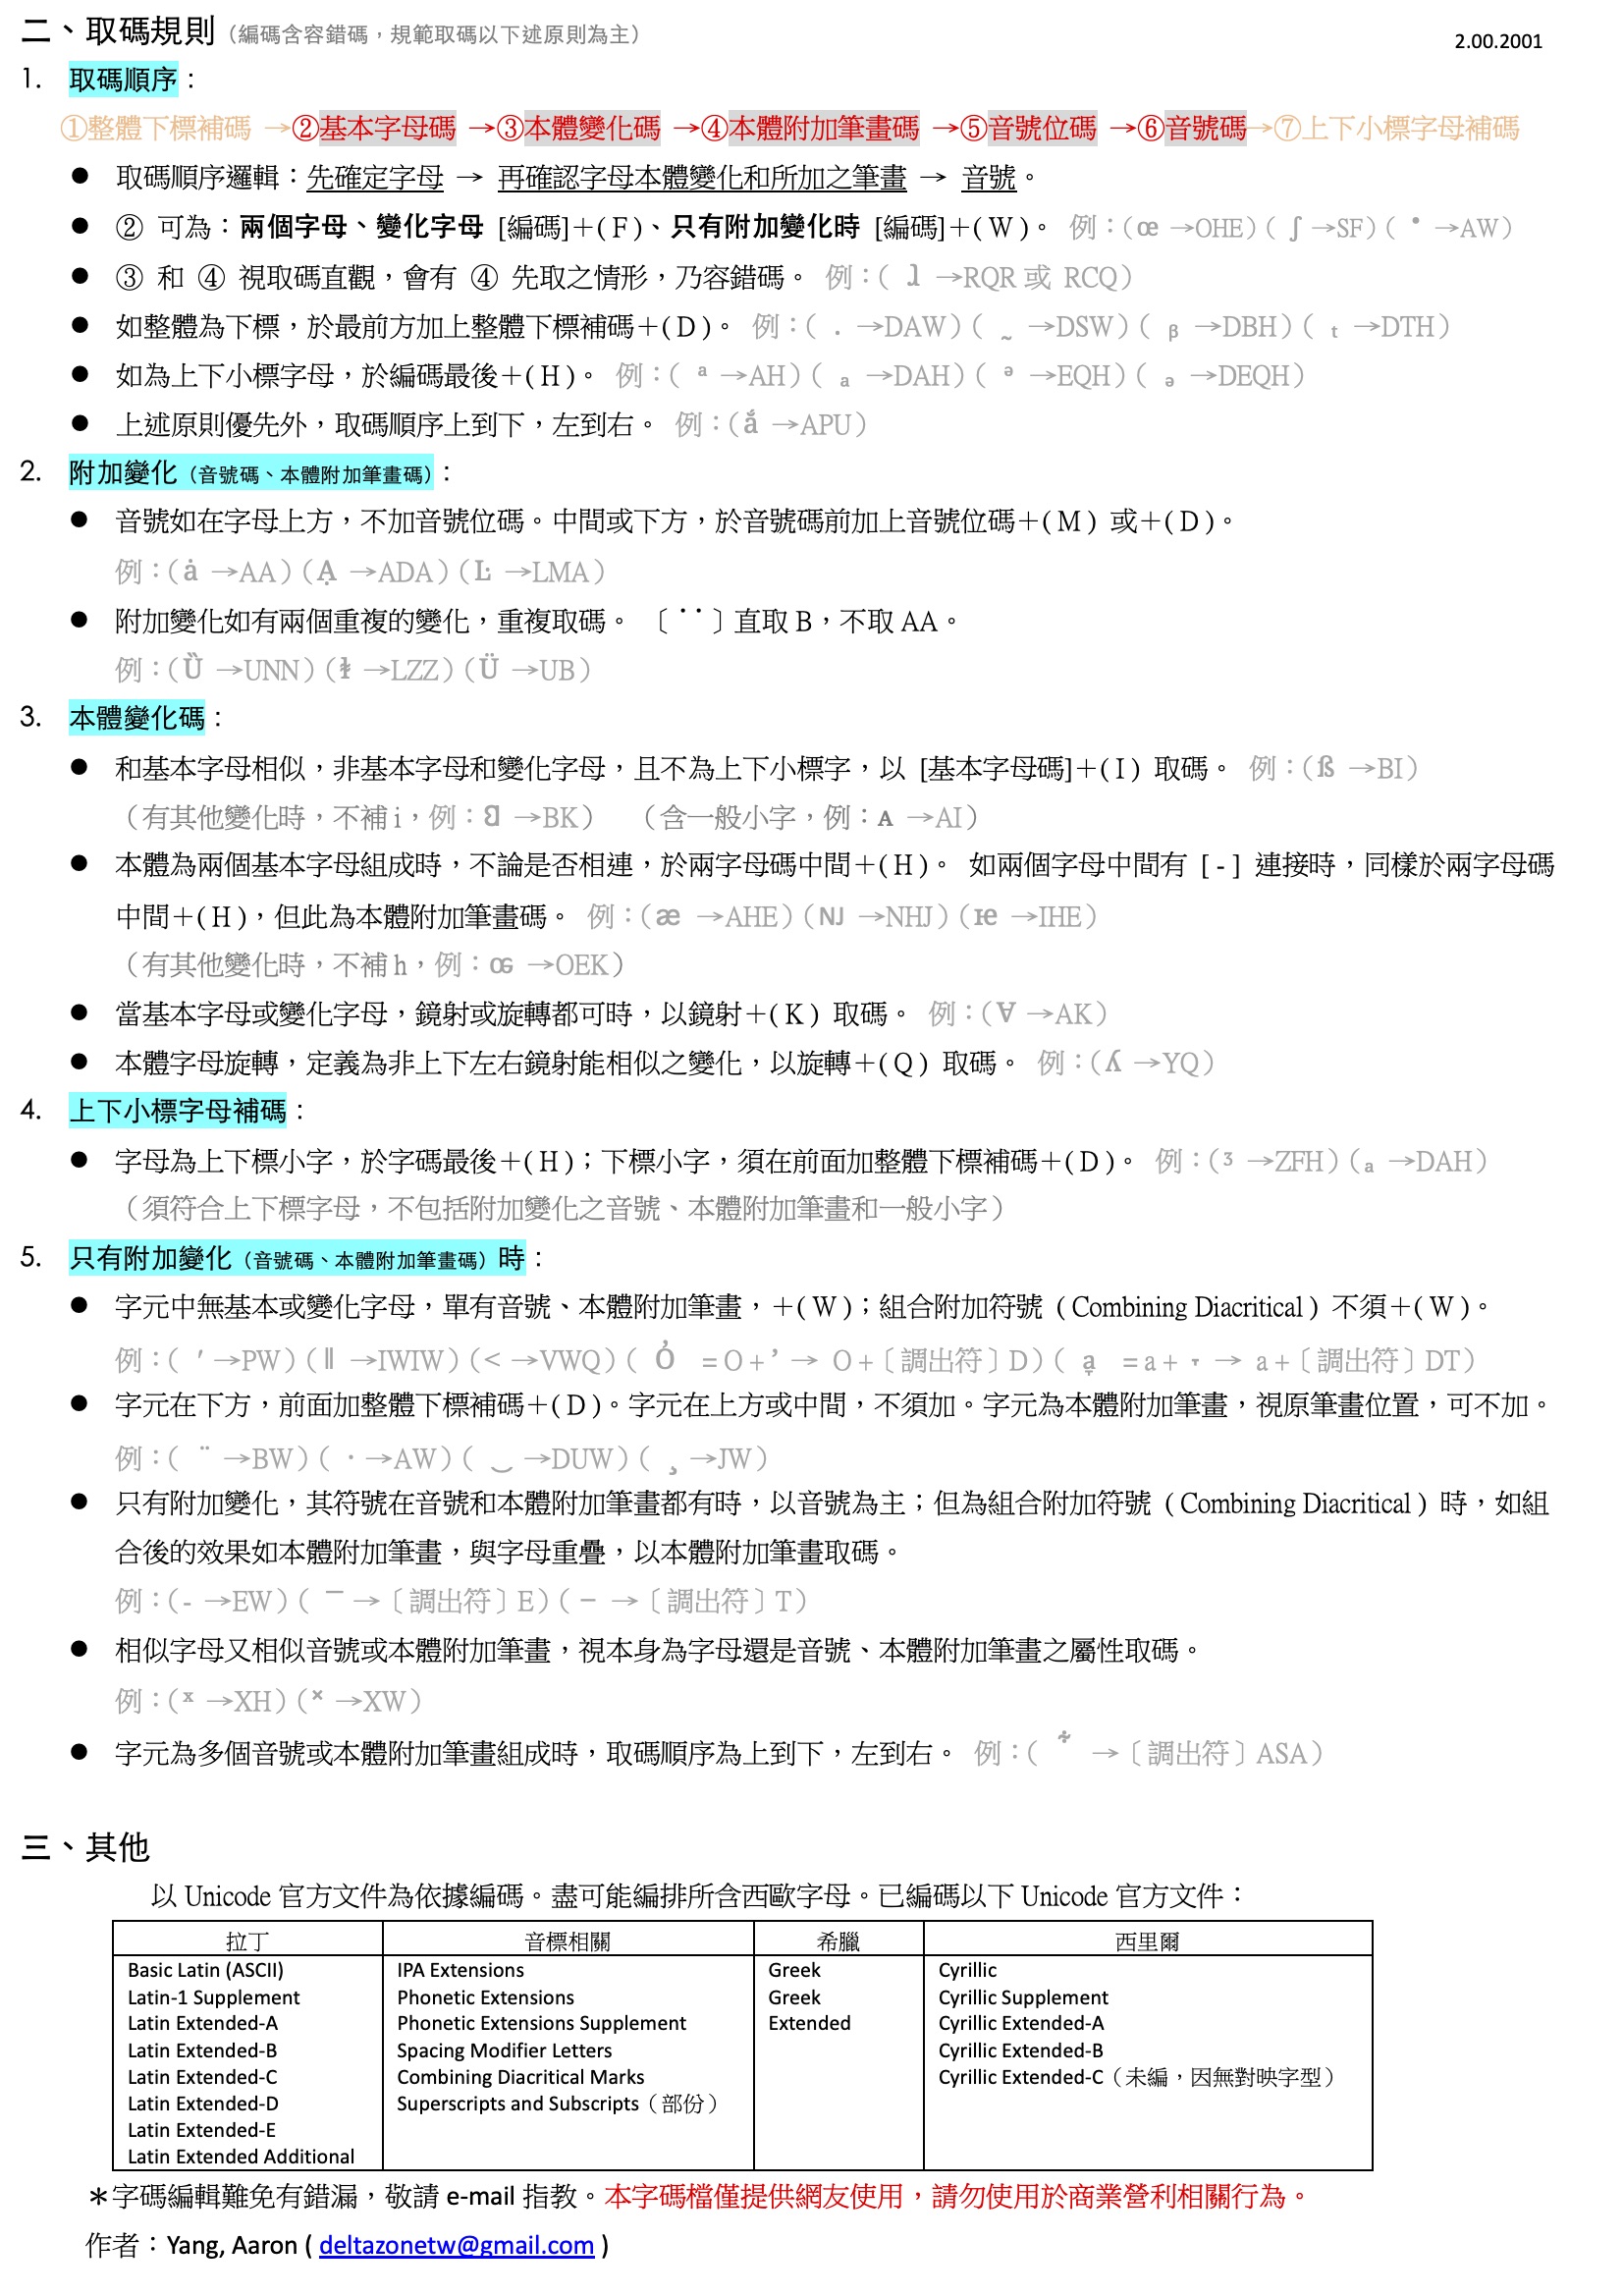 二、取碼規則（編碼含容錯碼，規範取碼以下述原則為主）
2.00.2001
1. 取碼順序：
①整體下標補碼 →②基本字母碼 →③本體變化碼 →④本體附加筆畫碼 →⑤音號位碼 →⑥音號碼→⑦上下小標字母補碼
● 取碼順序邏輯：先確定字母 → 再確認字母本體變化和所加之筆畫 → 音號。
● ② 可為：兩個字母、變化字母 [編碼]＋( F )、只有附加變化時 [編碼]＋( W )。 例：（œ →OHE）（ ʃ →SF）（ ˙ →AW）
● ③ 和 ④ 視取碼直觀，會有 ④ 先取之情形，乃容錯碼。 例：（ ɺ →RQR 或 RCQ）
● 如整體為下標，於最前方加上整體下標補碼＋( D )。 例：（ . →DAW）（ ˷ →DSW）（ ᵦ →DBH）（ ₜ →DTH）
● 如為上下小標字母，於編碼最後＋( H )。 例：（ ᵃ →AH）（ ₐ →DAH）（ ᵊ →EQH）（ ₔ →DEQH）
● 上述原則優先外，取碼順序上到下，左到右。 例：（ắ →APU）
2. 附加變化（音號碼、本體附加筆畫碼）：
● 音號如在字母上方，不加音號位碼。中間或下方，於音號碼前加上音號位碼＋( M ) 或＋( D )。
例：（ȧ →AA）（Ạ →ADA）（Ŀ →LMA）
● 附加變化如有兩個重複的變化，重複取碼。 〔 ˙˙ 〕直取 B，不取 AA。
例：（Ȕ →UNN）（ƚ →LZZ）（Ü →UB）
3. 本體變化碼：
● 和基本字母相似，非基本字母和變化字母，且不為上下小標字，以 [基本字母碼]＋( I ) 取碼。 例：（ß →BI）
（有其他變化時，不補 i，例：ᗺ →BK） （含一般小字，例：ᴀ →AI）
● 本體為兩個基本字母組成時，不論是否相連，於兩字母碼中間＋( H )。 如兩個字母中間有 [ - ] 連接時，同樣於兩字母碼
中間＋( H )，但此為本體附加筆畫碼。 例：（æ →AHE）（Ǌ →NHJ）（ѥ →IHE）
（有其他變化時，不補 h，例：ɶ →OEK）
● 當基本字母或變化字母，鏡射或旋轉都可時，以鏡射＋( K ) 取碼。 例：（Ɐ →AK）
● 本體字母旋轉，定義為非上下左右鏡射能相似之變化，以旋轉＋( Q ) 取碼。 例：（ʎ →YQ）
4. 上下小標字母補碼：
● 字母為上下標小字，於字碼最後＋( H )；下標小字，須在前面加整體下標補碼＋( D )。 例：（ᶾ →ZFH）（ₐ →DAH）
（須符合上下標字母，不包括附加變化之音號、本體附加筆畫和一般小字）
5. 只有附加變化（音號碼、本體附加筆畫碼）時：
● 字元中無基本或變化字母，單有音號、本體附加筆畫，＋( W )；組合附加符號 ( Combining Diacritical ) 不須＋( W )。
例：（ ′ →PW）（ǁ →IWIW）（< →VWQ）（ O̓ = O + ’ → O +〔調出符〕D）（ a̩ = a + ˕ → a +〔調出符〕DT）
● 字元在下方，前面加整體下標補碼＋( D )。字元在上方或中間，不須加。字元為本體附加筆畫，視原筆畫位置，可不加。
例：（ ¨ →BW）（ · →AW）（ ‿ →DUW）（ ¸ →JW）
● 只有附加變化，其符號在音號和本體附加筆畫都有時，以音號為主；但為組合附加符號 ( Combining Diacritical ) 時，如組
合後的效果如本體附加筆畫，與字母重疊，以本體附加筆畫取碼。
例：（- →EW）（ ¯ →〔調出符〕E）（ − →〔調出符〕T）
● 相似字母又相似音號或本體附加筆畫，視本身為字母還是音號、本體附加筆畫之屬性取碼。
例：（ˣ →XH）（˟ →XW）
● 字元為多個音號或本體附加筆畫組成時，取碼順序為上到下，左到右。 例：（ ͋ →〔調出符〕ASA）
三、其他
以 Unicode 官方文件為依據編碼。盡可能編排所含西歐字母。已編碼以下 Unicode 官方文件：
拉丁 音標相關 希臘 西里爾
Basic Latin (ASCII) IPA Extensions Greek Cyrillic
Latin-1 Supplement Phonetic Extensions Greek Cyrillic Supplement
Latin Extended-A Phonetic Extensions Supplement Extended Cyrillic Extended-A
Latin Extended-B Spacing Modifier Letters Cyrillic Extended-B
Latin Extended-C Combining Diacritical Marks Cyrillic Extended-C（未編，因無對映字型）
Latin Extended-D Superscripts and Subscripts（部份）
Latin Extended-E
Latin Extended Additional
＊字碼編輯難免有錯漏，敬請 e-mail 指教。本字碼檔僅提供網友使用，請勿使用於商業營利相關行為。
作者：Yang, Aaron ( deltazonetw@gmail.com )